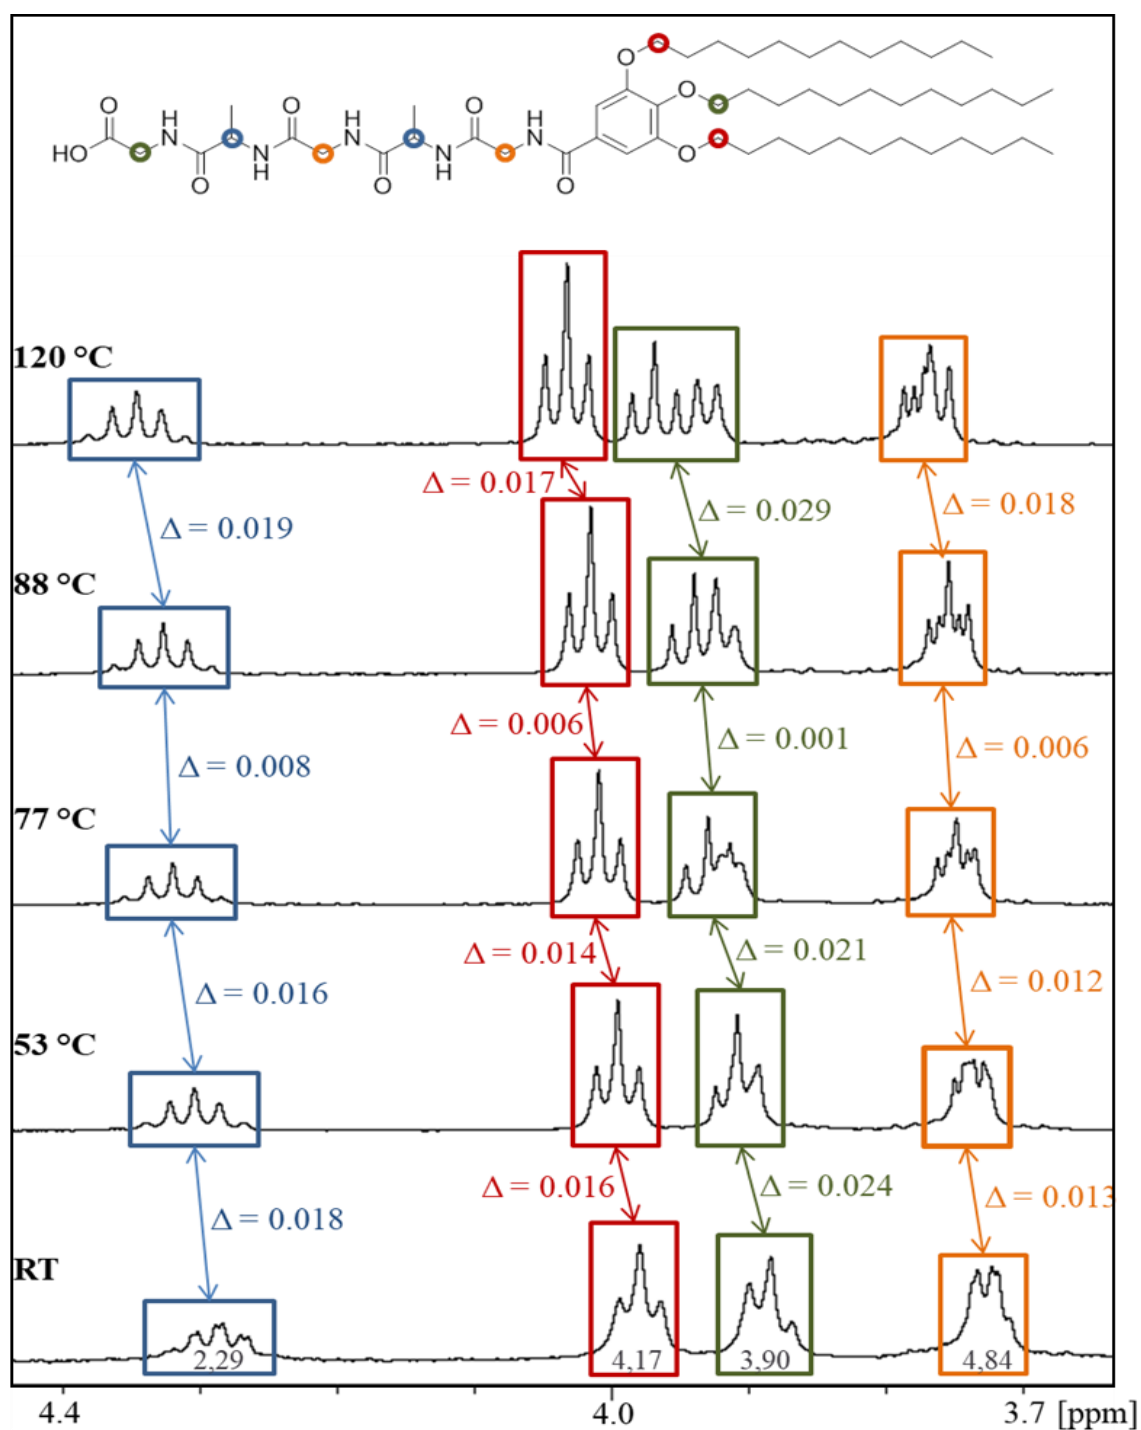 O
O
H
N
O
H
N
O
H
N
O
O
HO
O
N
H
O
N
H
O
O
120 °C
Δ = 0.017
Δ = 0.019
Δ = 0.029
Δ = 0.018
88 °C
Δ = 0.006
Δ = 0.008
Δ = 0.001
Δ = 0.006
77 °C
Δ = 0.014
Δ = 0.016
Δ = 0.021
Δ = 0.012
53 °C
Δ = 0.016
Δ = 0.018
Δ = 0.024
Δ = 0.013
RT
2,29
4,17
3,90
4,84
4.4
4.0
3.7 [ppm]